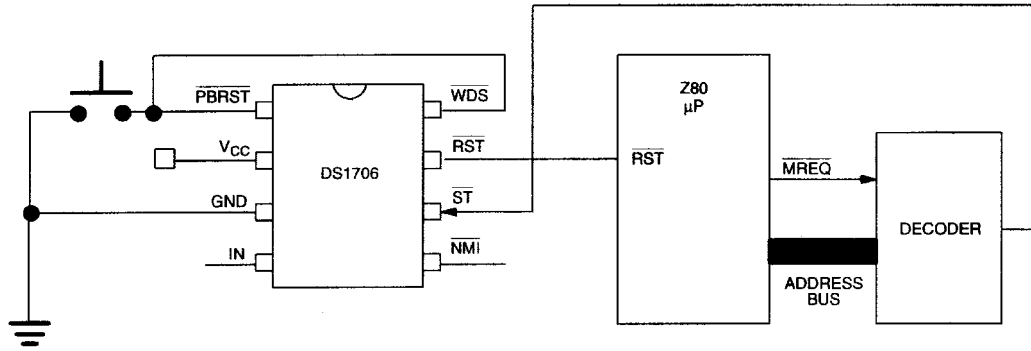 PBRST
WDS
Z80
µP
VCC
RST
RST
DS1706
MREQ
GND
ST
DECODER
IN
NMI
ADDRESS
BUS